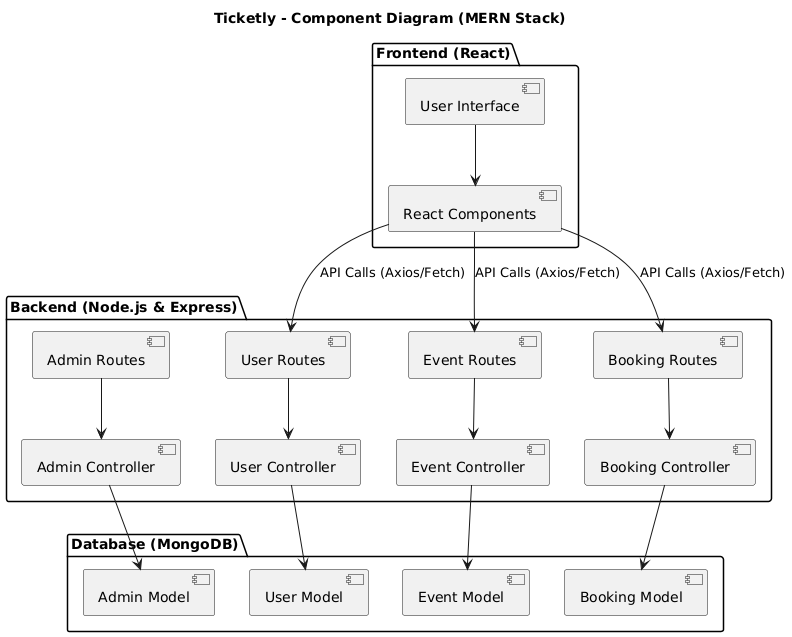 Ticketly - Component Diagram (MERN Stack)
Frontend (React)
User Interface
React Components
API Calls (Axios/Fetch)
API Calls (Axios/Fetch)
API Calls (Axios/Fetch)
Backend (Node.js & Express)
Admin Routes
User Routes
Event Routes
Booking Routes
Admin Controller
User Controller
Event Controller
Booking Controller
Database (MongoDB)
Admin Model
User Model
Event Model
Booking Model